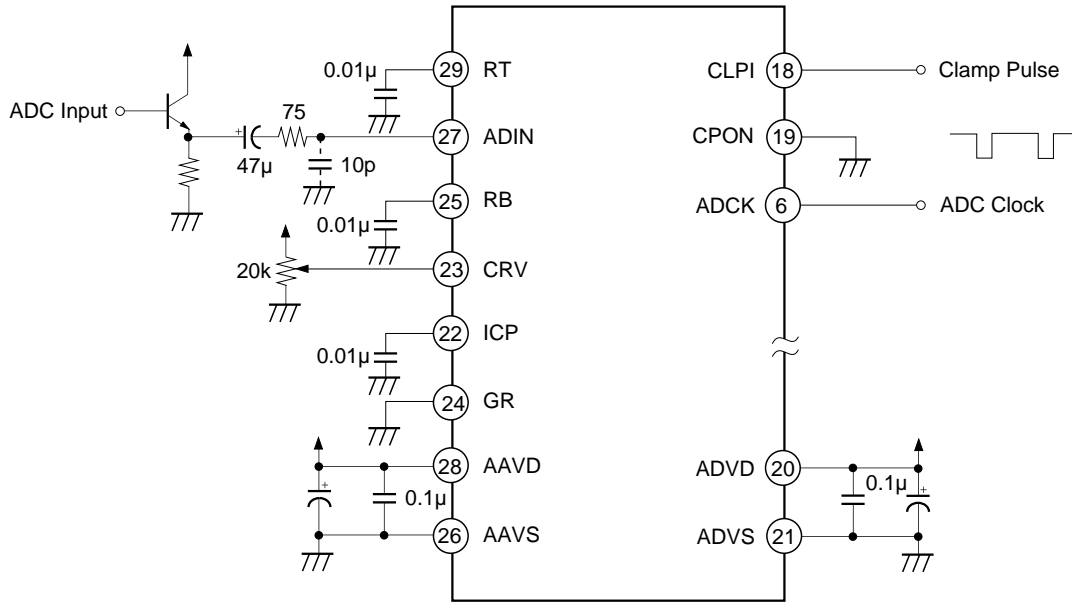 0.01µ
29
RT
CLPI
18
Clamp Pulse
ADC Input
75
+
47µ
10p
27
ADIN
CPON
19
0.01µ
25
RB
ADCK
6
ADC Clock
20k
23
CRV
0.01µ
22
ICP
24
GR
+
0.1µ
28
AAVD
ADVD
20
0.1µ
+
26
AAVS
ADVS
21